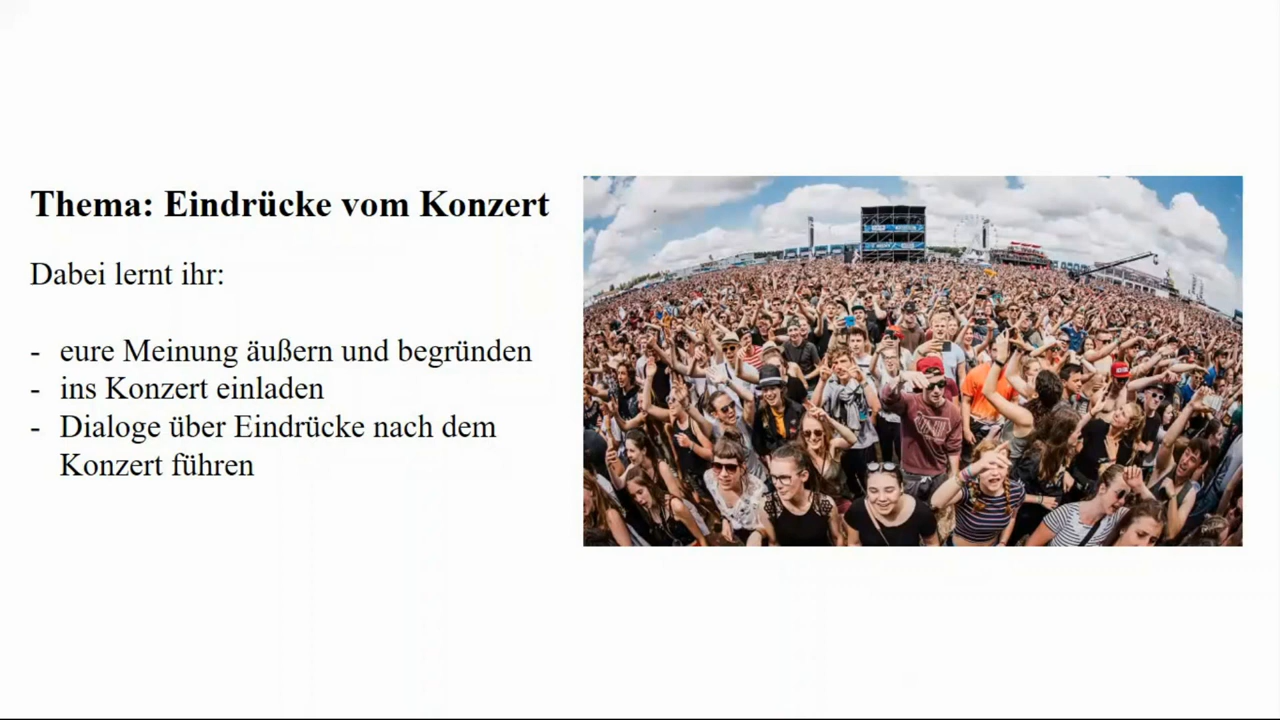 Thema: Eindrücke vom Konzert
Dabei lernt ihr:
- eure Meinung äußern und begründen
- ins Konzert einladen
- Dialoge über Eindrücke nach dem
Konzert führen